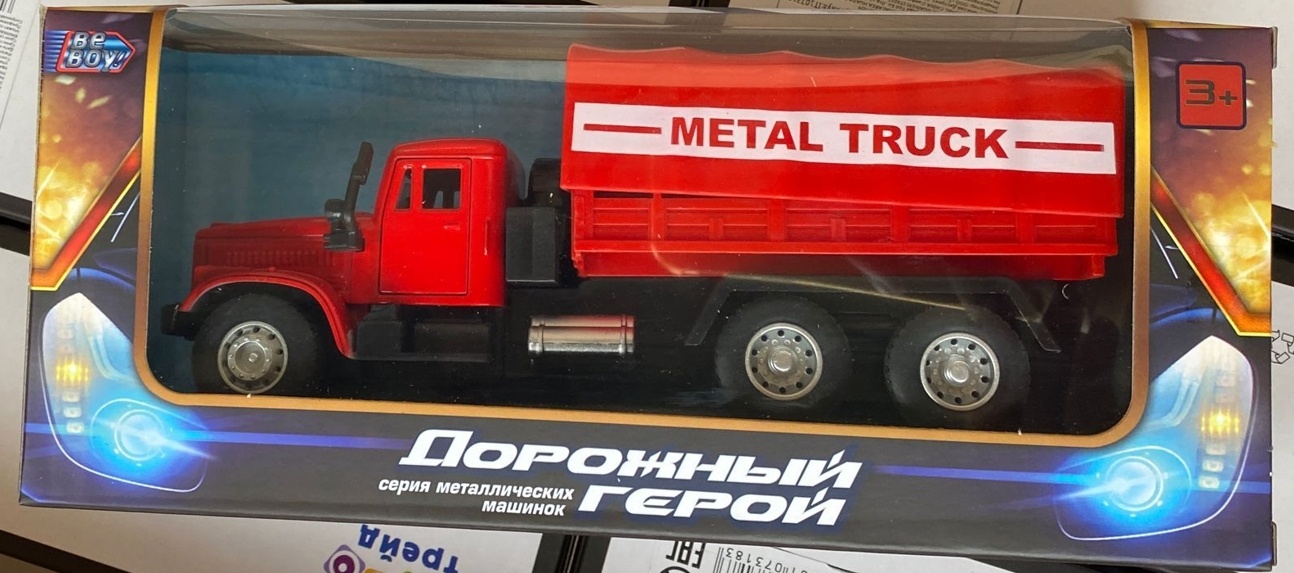 Be
Boy!
3+
METAL TRUCK
ДОРОЖНЫЙ
серия металлических
машинок
ГЕРОЙ
Трейд